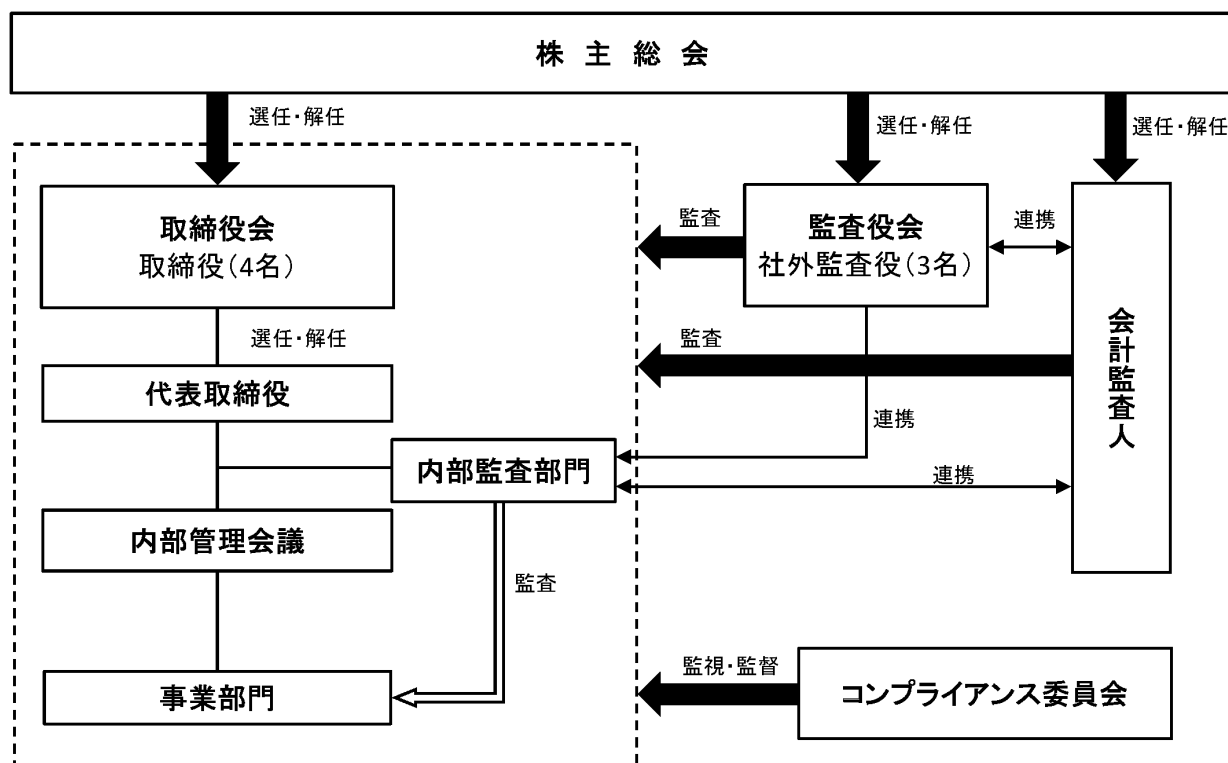 株主総会
選任・解任
選任・解任
選任・解任
取締役会
取締役(4名)
監査
監査役会
社外監査役(3名)
連携
会計監査人
選任・解任
監査
代表取締役
連携
内部監査部門
連携
内部管理会議
監査
監視・監督
事業部門
コンプライアンス委員会